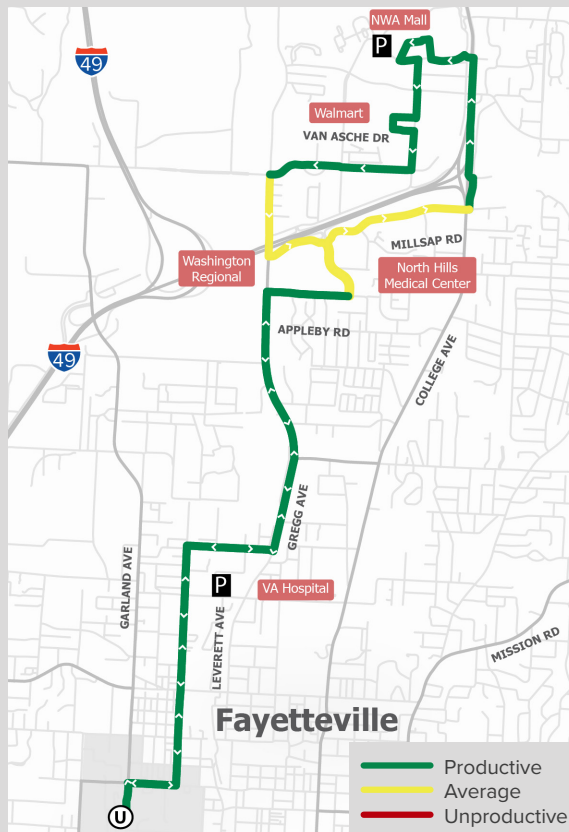 NWA Mall
P
49
Walmart
VAN ASCHE DR
MILLSAP RD
Washington
Regional
North Hills
Medical Center
APPLEBY RD
49
COLLEGE AVE
GREGG AVE
GARLAND AVE
P
VA Hospital
LEVERETT AVE
MISSION RD
Fayetteville
Productive
Average
Unproductive
U